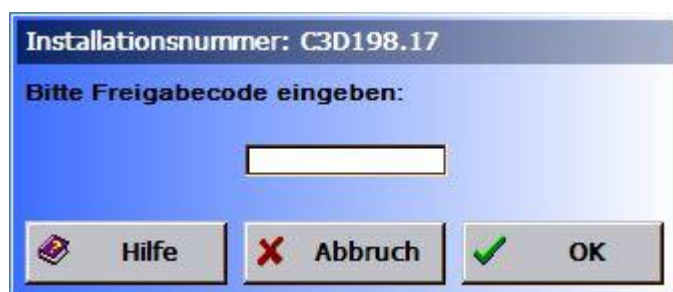 Installationsnummer: C3D198.17
Bitte Freigabecode eingeben:
Hilfe
Abbruch
OK